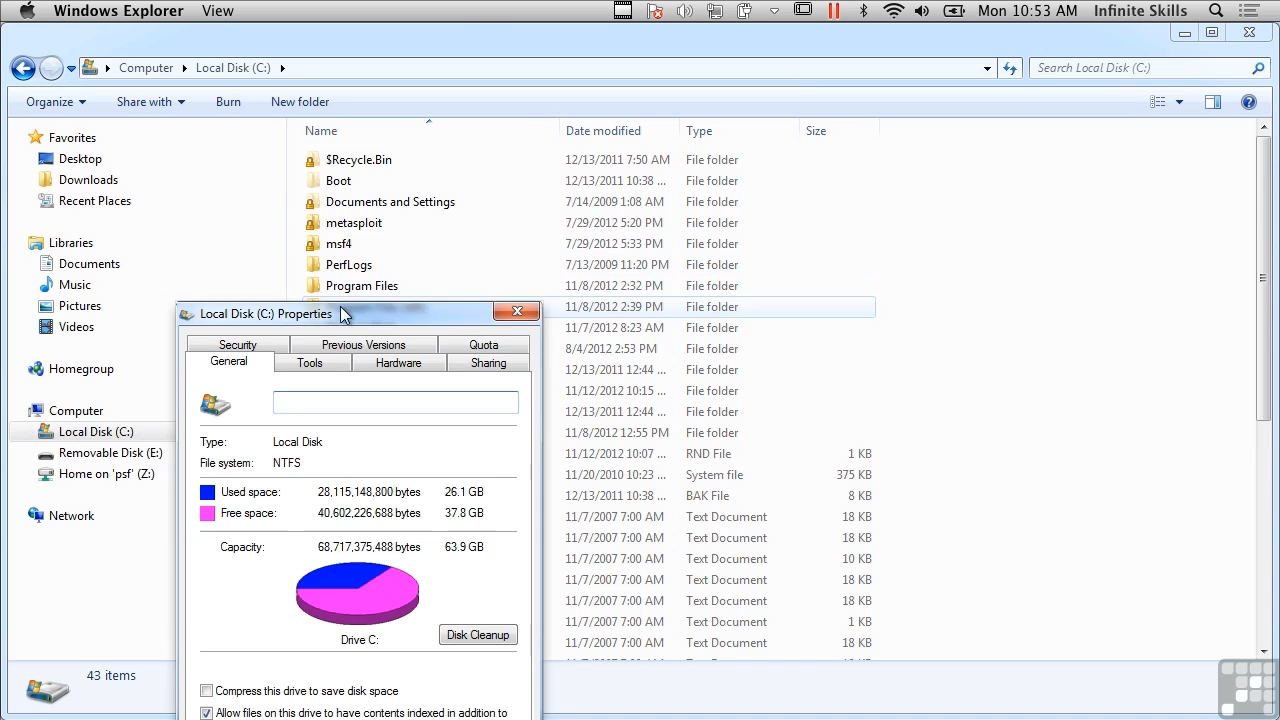 Windows Explorer View Mon 10:53 AM Infinite Skills
Computer Local Disk (C:) Search Local Disk (C:)
Organize Share with Burn New folder
Name Date modified Type Size
Favorites
Desktop
Downloads
Recent Places
Libraries
Documents
Music
Pictures
Videos
Homegroup
Computer
Local Disk (C:)
Removable Disk (E:)
Home on 'psf' (Z:)
Network
$Recycle.Bin 12/13/2011 7:50 AM File folder
Boot 12/13/2011 10:38 ... File folder
Documents and Settings 7/14/2009 1:08 AM File folder
metasploit 7/29/2012 5:20 PM File folder
msf4 7/29/2012 5:33 PM File folder
PerfLogs 7/13/2009 11:20 PM File folder
Program Files 11/8/2012 2:32 PM File folder
11/8/2012 2:39 PM File folder
11/7/2012 8:23 AM File folder
8/4/2012 2:53 PM File folder
12/13/2011 12:44 ... File folder
11/12/2012 10:15 ... File folder
12/13/2011 12:44 ... File folder
11/8/2012 12:55 PM File folder
11/12/2012 10:07 ... RND File 1 KB
11/20/2010 10:23 ... System file 375 KB
12/13/2011 10:38 ... BAK File 8 KB
11/7/2007 7:00 AM Text Document 18 KB
11/7/2007 7:00 AM Text Document 18 KB
11/7/2007 7:00 AM Text Document 10 KB
11/7/2007 7:00 AM Text Document 18 KB
11/7/2007 7:00 AM Text Document 18 KB
11/7/2007 7:00 AM Text Document 1 KB
11/7/2007 7:00 AM Text Document 18 KB
Local Disk (C:) Properties
Security Previous Versions Quota
General Tools Hardware Sharing
Type: Local Disk
File system: NTFS
Used space: 28,115,148,800 bytes 26.1 GB
Free space: 40,602,226,688 bytes 37.8 GB
Capacity: 68,717,375,488 bytes 63.9 GB
Drive C: Disk Cleanup
Compress this drive to save disk space
Allow files on this drive to have contents indexed in addition to
43 items